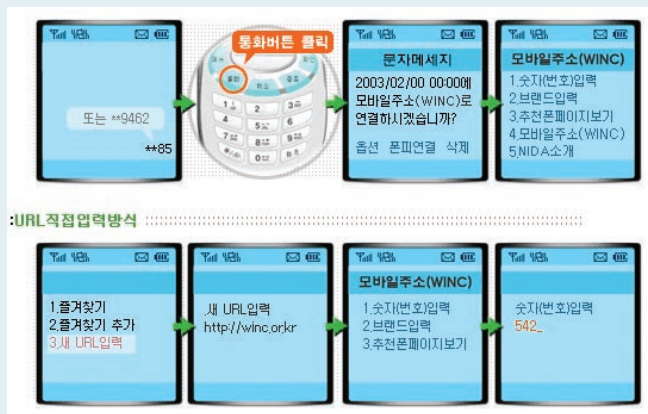 통화버튼 클릭
또는 **9462
**85
문자메세지
2003/02/00 00:00에
모바일주소(WINC)로
연결하시겠습니까?
옵션 폰피연결 삭제
모바일주소(WINC)
1.숫자(번호)입력
2.브랜드입력
3.추천폰페이지보기
4.모바일주소(WINC)
5.NIDA소개
:URL직접입력방식
1.즐겨찾기
2.즐겨찾기 추가
3.새 URL입력
새 URL입력
http://winc.or.kr
모바일주소(WINC)
1.숫자(번호)입력
2.브랜드입력
3.추천폰페이지보기
숫자(번호)입력
542_